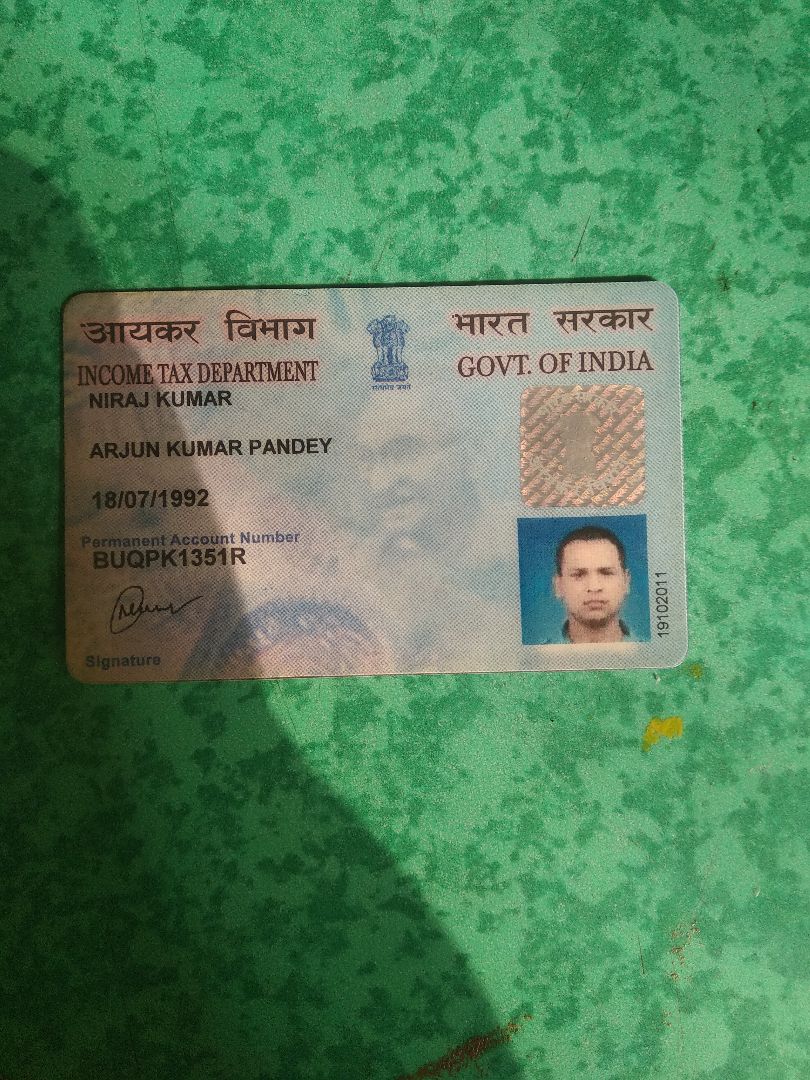 आयकर विभाग
INCOME TAX DEPARTMENT
भारत सरकार
GOVT. OF INDIA
सत्यमेव जयते
NIRAJ KUMAR
ARJUN KUMAR PANDEY
18/07/1992
Permanent Account Number
BUQPK1351R
Signature
19102011